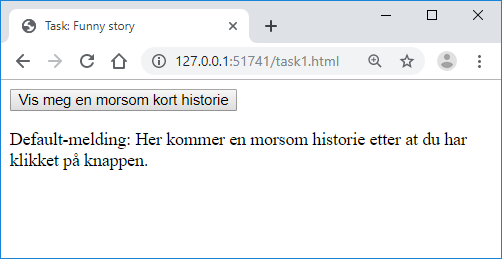 Task: Funny story
127.0.0.1:51741/task1.html
Vis meg en morsom kort historie
Default-melding: Her kommer en morsom historie etter at du har
klikket på knappen.